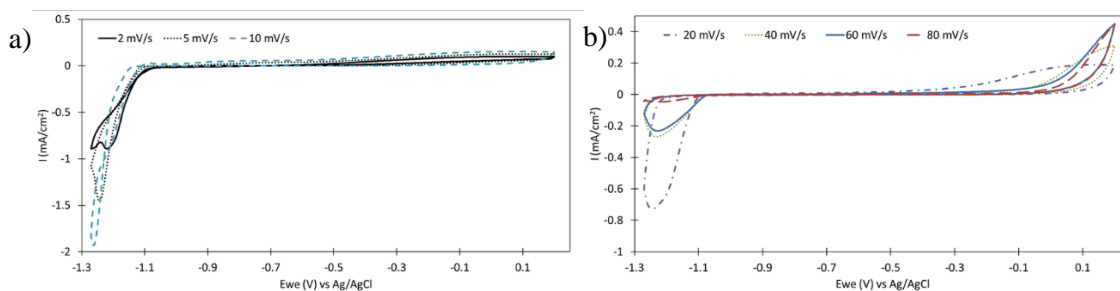 a)
0.5
2 mV/s 5 mV/s 10 mV/s
0
-0.5
-1
-1.5
-2
I (mA/cm²)
-1.3 -1.1 -0.9 -0.7 -0.5 -0.3 -0.1 0.1
Ewe (V) vs Ag/AgCl
b)
0.4
20 mV/s 40 mV/s 60 mV/s 80 mV/s
0.2
0
-0.2
-0.4
-0.6
-0.8
-1
I (mA/cm²)
-1.3 -1.1 -0.9 -0.7 -0.5 -0.3 -0.1 0.1
Ewe (V) vs Ag/AgCl